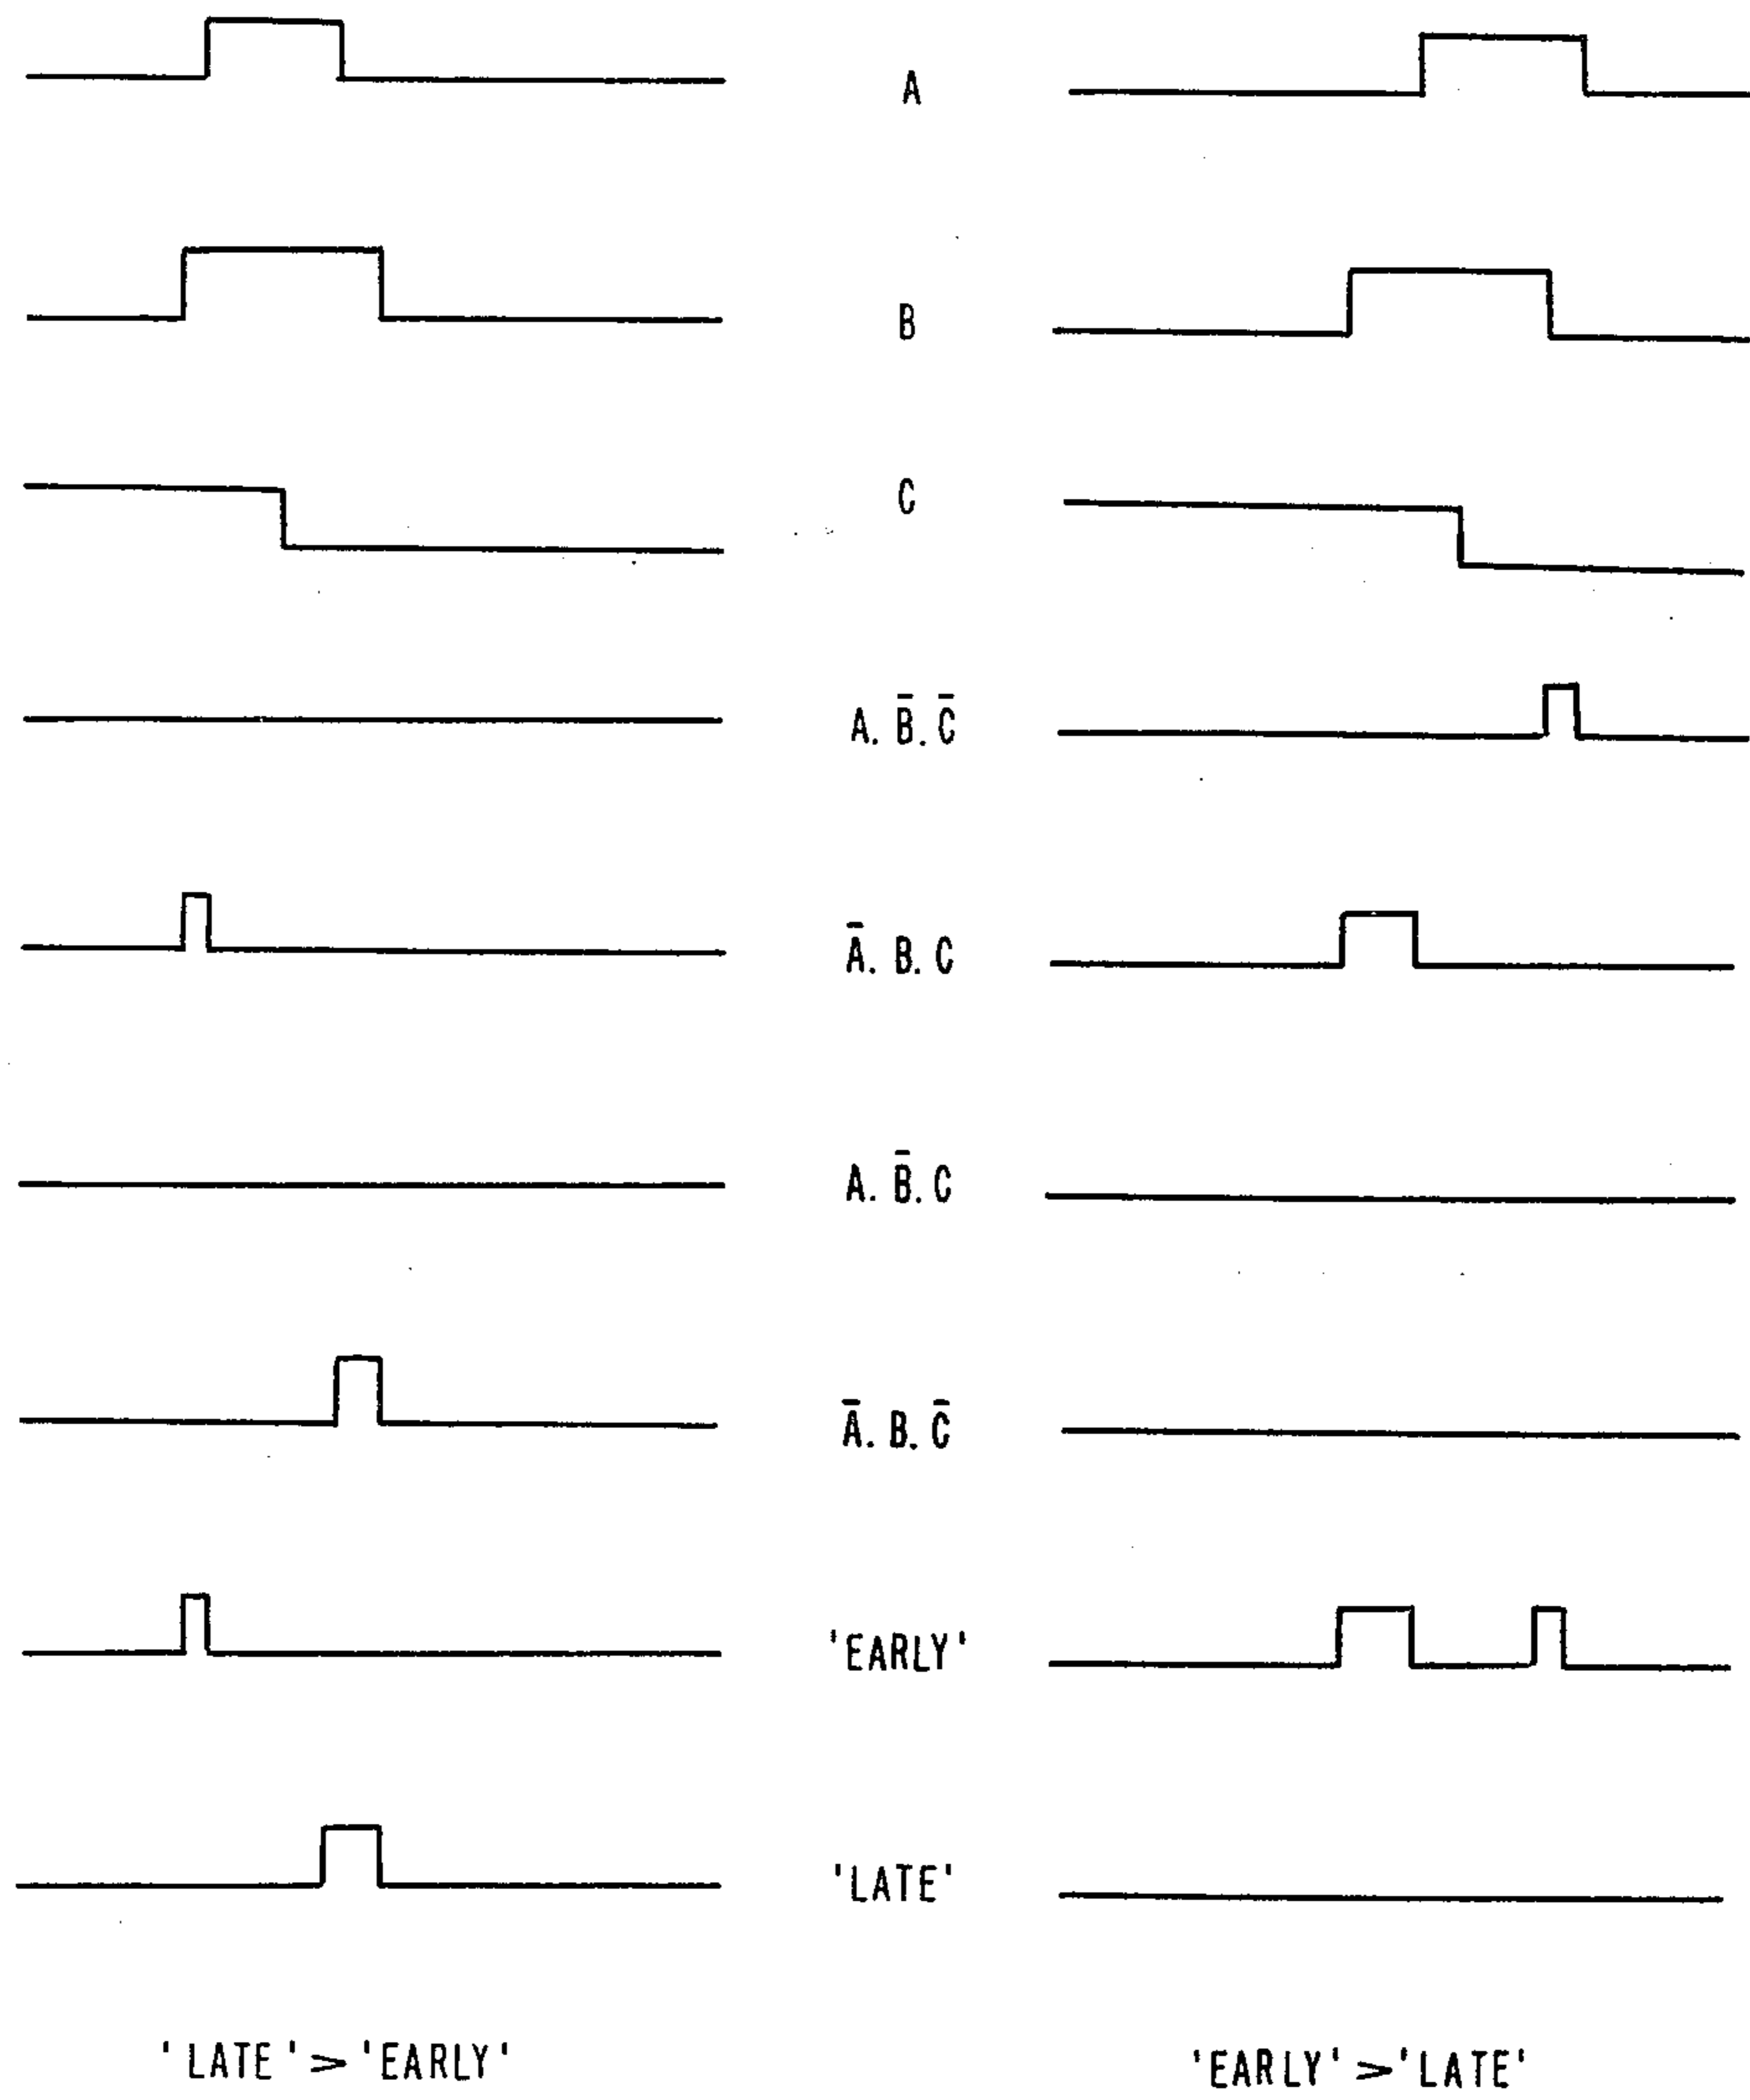 A
B
C
A. B̄. C̄
Ā. B. C
A. B̄. C
Ā. B. C̄
'EARLY'
'LATE'
'LATE' > 'EARLY'
'EARLY' > 'LATE'